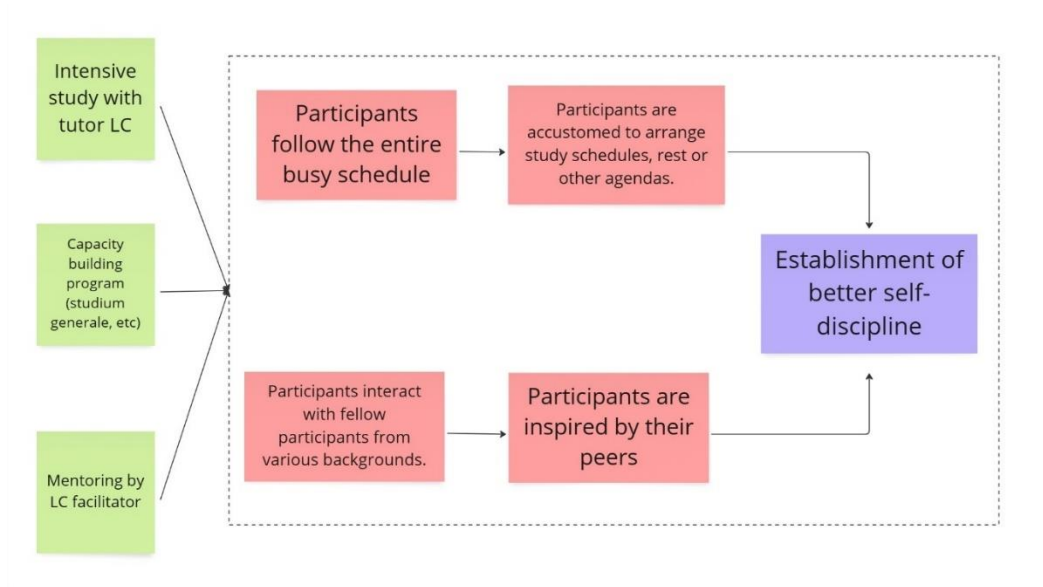 Intensive
study with
tutor LC
Capacity
building
program
(studium
generale, etc)
Mentoring by
LC facilitator
Participants
follow the entire
busy schedule
Participants are
accustomed to arrange
study schedules, rest or
other agendas.
Participants interact
with fellow
participants from
various backgrounds.
Participants are
inspired by their
peers
Establishment of
better self-
discipline